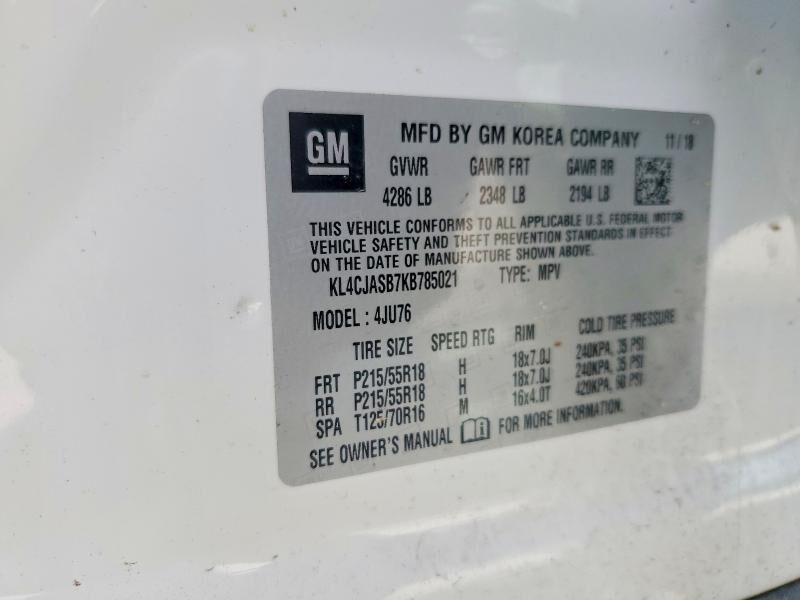 GM
MFD BY GM KOREA COMPANY 11/18
GVWR GAWR FRT GAWR RR
4286 LB 2348 LB 2194 LB
THIS VEHICLE CONFORMS TO ALL APPLICABLE U.S. FEDERAL MOTOR
VEHICLE SAFETY AND THEFT PREVENTION STANDARDS IN EFFECT
ON THE DATE OF MANUFACTURE SHOWN ABOVE.
KL4CJASB7KB785021 TYPE: MPV
MODEL : 4JU76
TIRE SIZE SPEED RTG RIM COLD TIRE PRESSURE
FRT P215/55R18 H 18x7.0J 240KPA, 35 PSI
RR P215/55R18 H 18x7.0J 240KPA, 35 PSI
SPA T125/70R16 M 16x4.0T 420KPA, 60 PSI
SEE OWNER'S MANUAL FOR MORE INFORMATION.